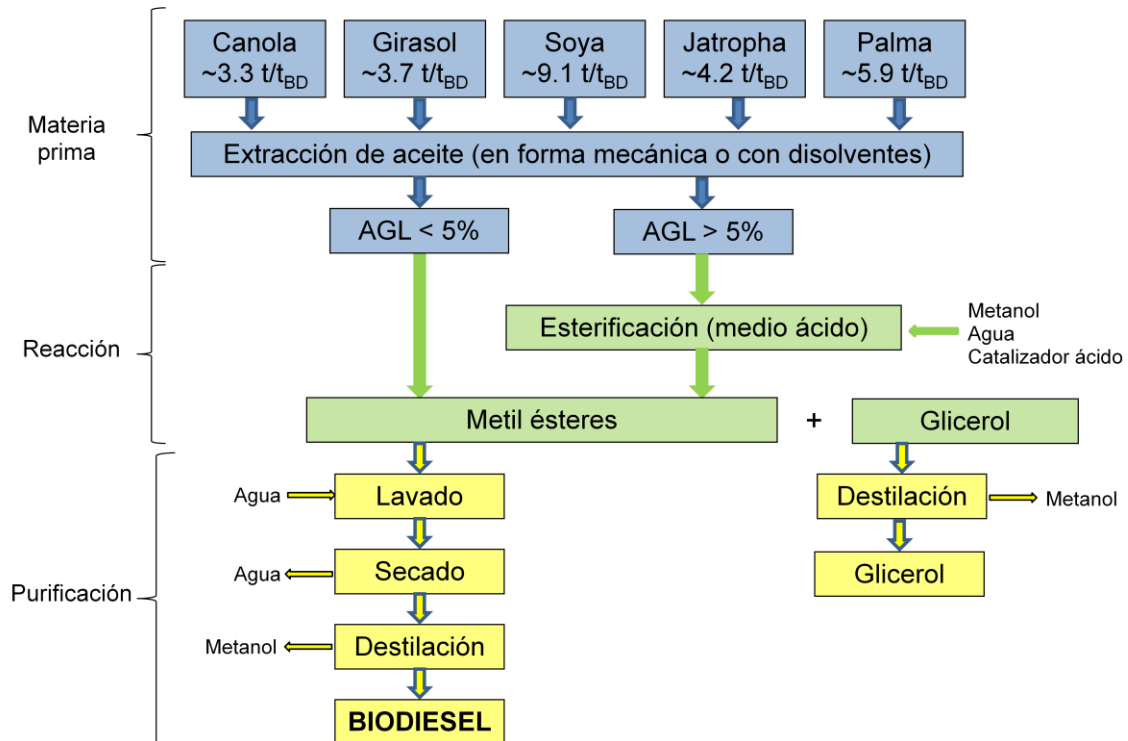 Canola
~3.3 t/tBD
Girasol
~3.7 t/tBD
Soya
~9.1 t/tBD
Jatropha
~4.2 t/tBD
Palma
~5.9 t/tBD
Materia
prima
Extracción de aceite (en forma mecánica o con disolventes)
AGL < 5%
AGL > 5%
Reacción
Esterificación (medio ácido)
Metanol
Agua
Catalizador ácido
Metil ésteres
+
Glicerol
Purificación
Agua
Lavado
Destilación
Metanol
Agua
Secado
Glicerol
Metanol
Destilación
BIODIESEL